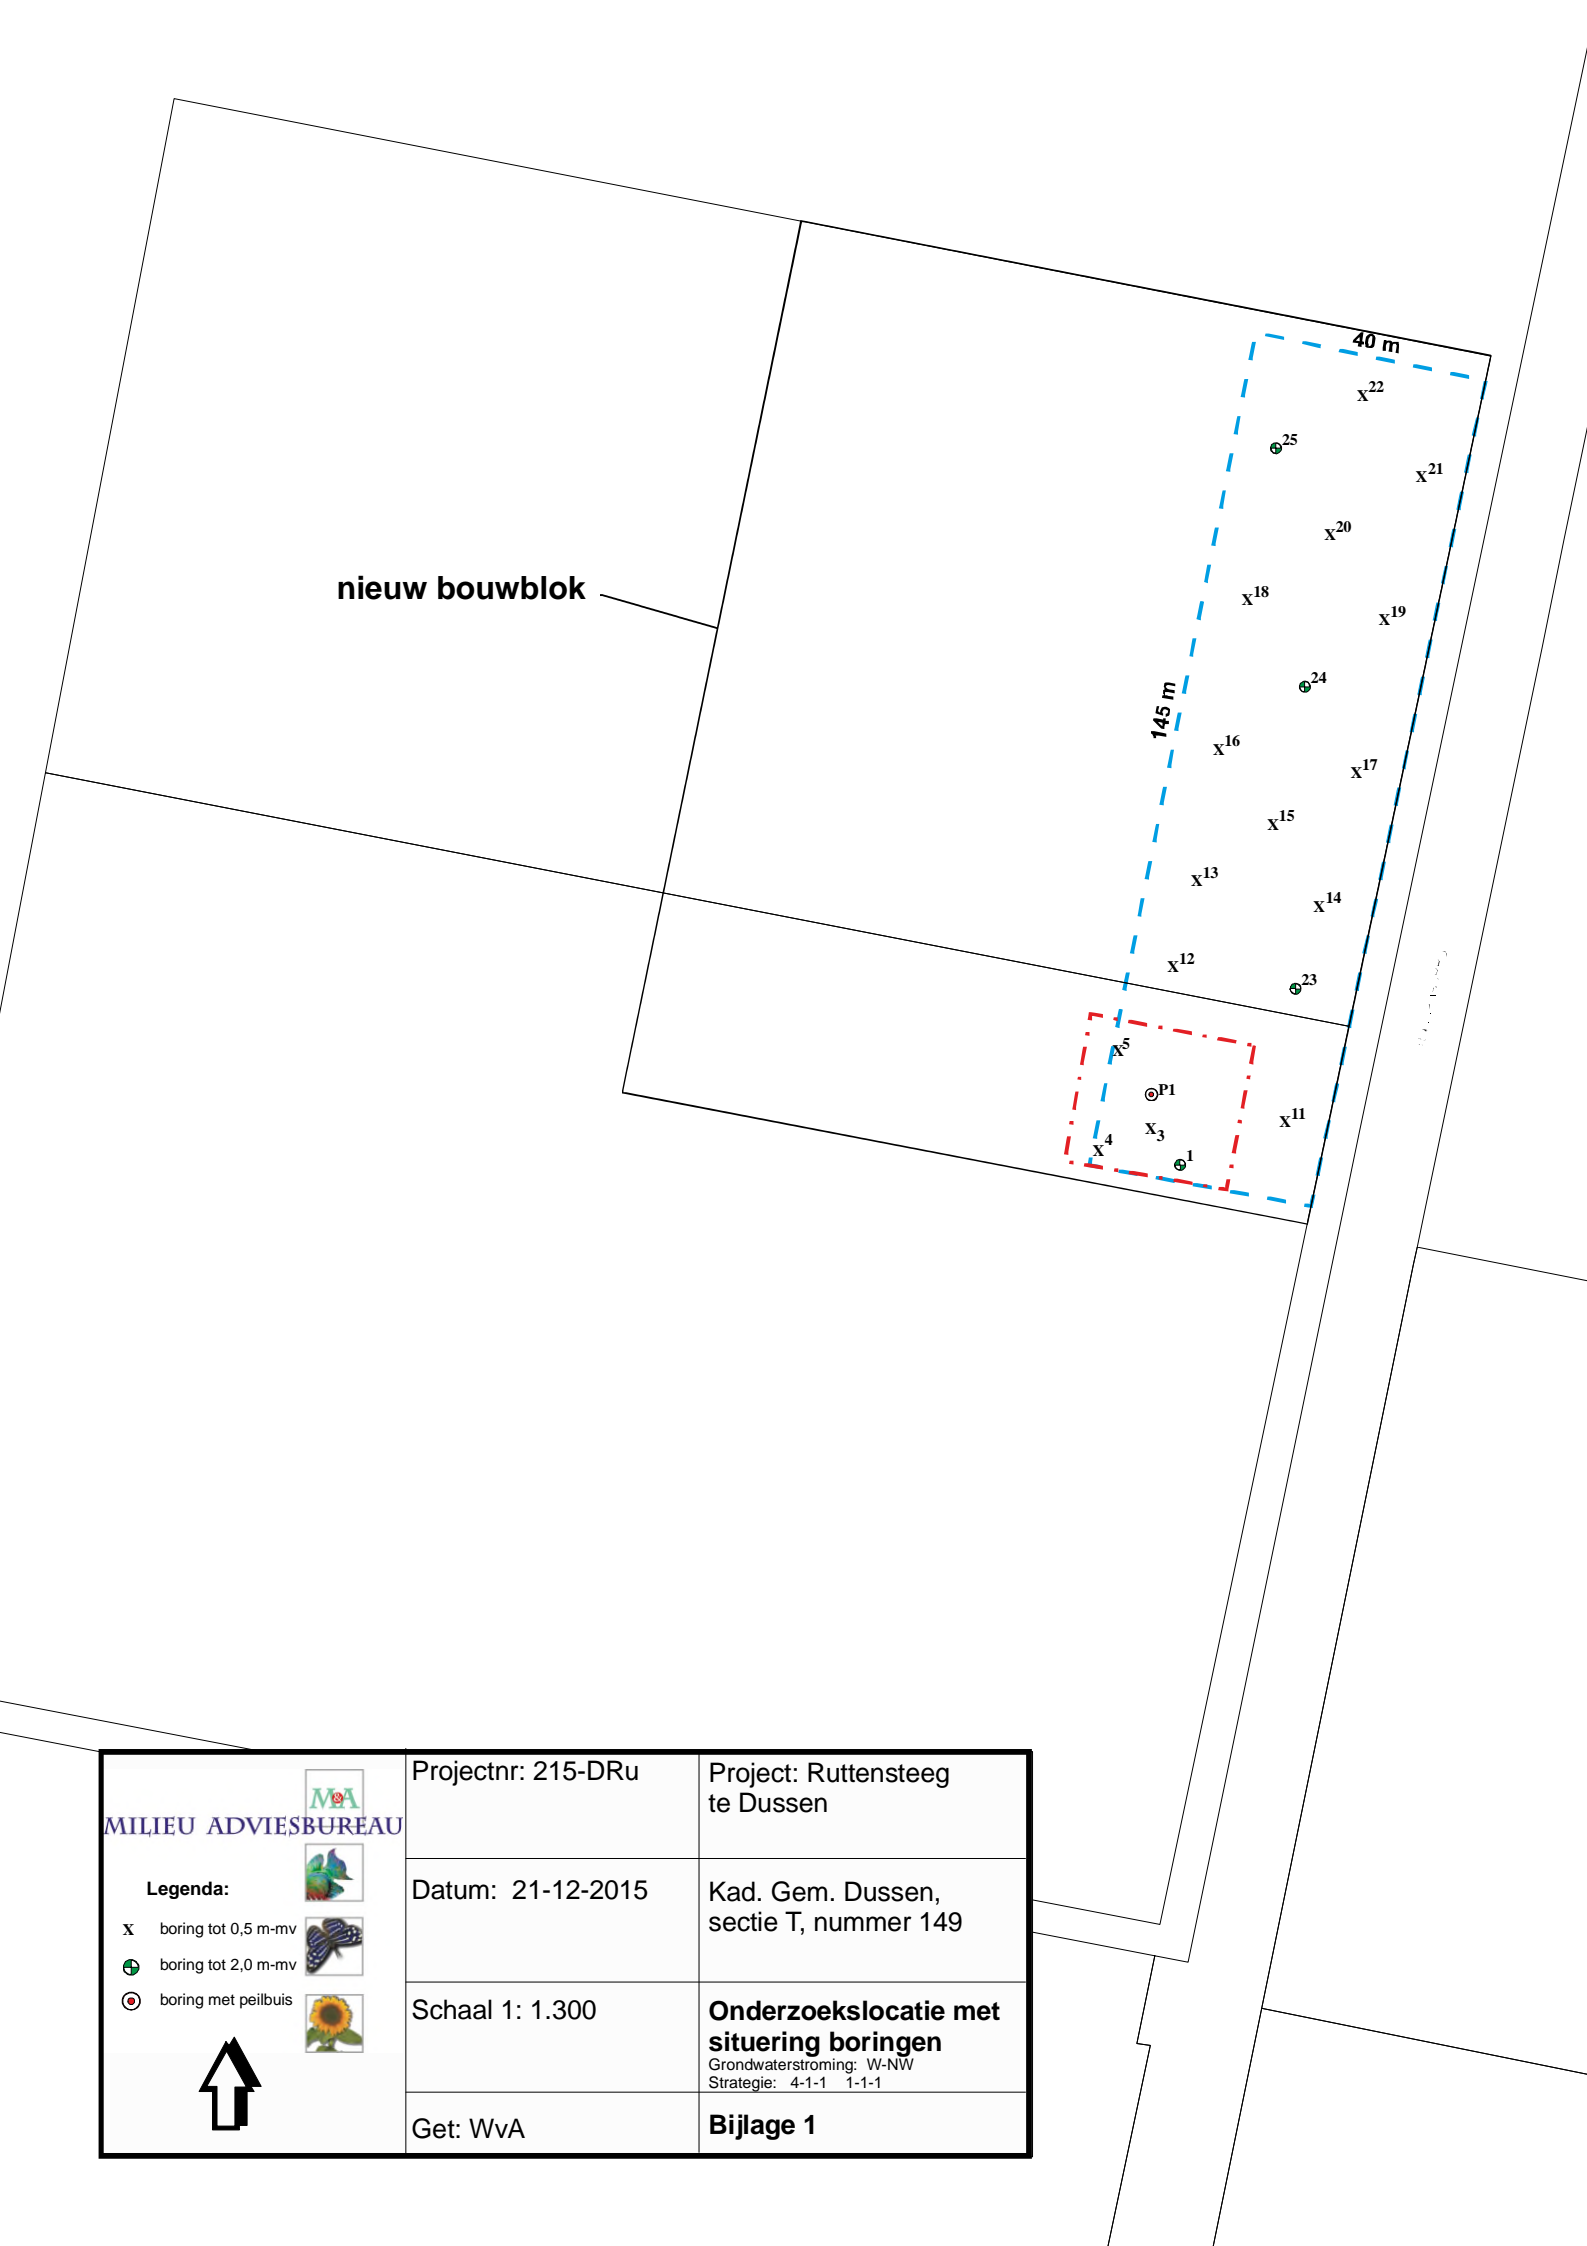 40 m
x22
25
x21
x20
nieuw bouwblok
x18
x19
24
145 m
x16
x17
x15
x13
x14
x12
23
x5
P1
x11
x3
x4
1
M&A
MILIEU ADVIESBUREAU
Legenda:
x boring tot 0,5 m-mv
boring tot 2,0 m-mv
boring met peilbuis
Projectnr: 215-DRu
Project: Ruttensteeg
te Dussen
Datum: 21-12-2015
Kad. Gem. Dussen,
sectie T, nummer 149
Schaal 1: 1.300
Onderzoekslocatie met
situering boringen
Grondwaterstroming: W-NW
Strategie: 4-1-1 1-1-1
Get: WvA
Bijlage 1